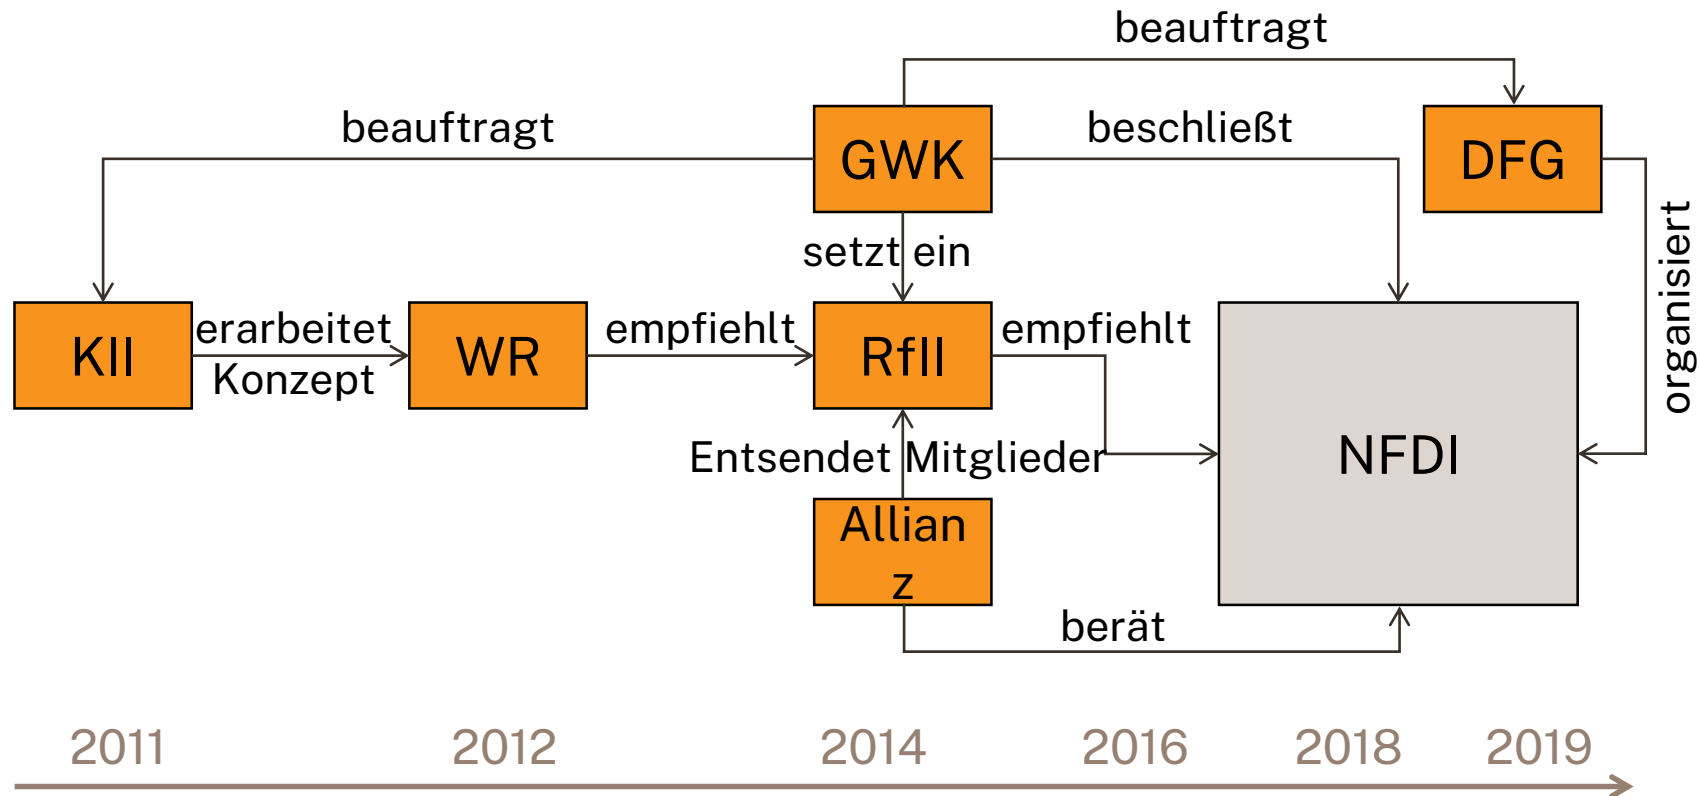 beauftragt
beauftragt
GWK
beschließt
DFG
setzt ein
organisiert
KII
erarbeitet
Konzept
WR
empfiehlt
RfII
empfiehlt
NFDI
Entsendet Mitglieder
Allian
z
berät
2011
2012
2014
2016
2018
2019